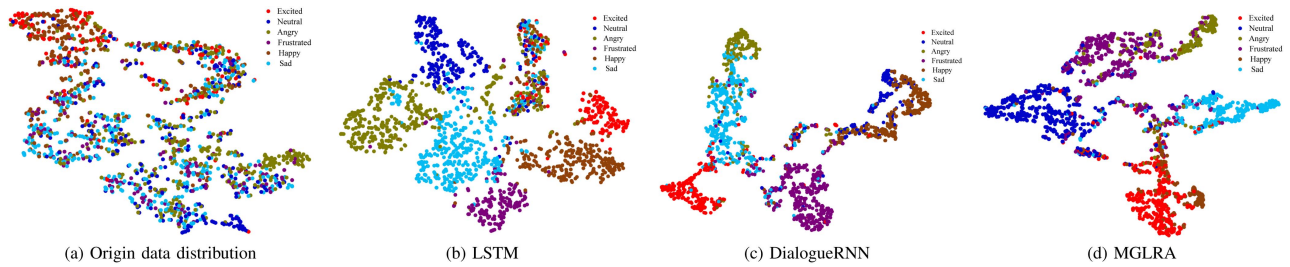 Excited
Neutral
Angry
Frustrated
Happy
Sad
(a) Origin data distribution
Excited
Neutral
Angry
Frustrated
Happy
Sad
(b) LSTM
Excited
Neutral
Angry
Frustrated
Happy
Sad
(c) DialogueRNN
Excited
Neutral
Angry
Frustrated
Happy
Sad
(d) MGLRA